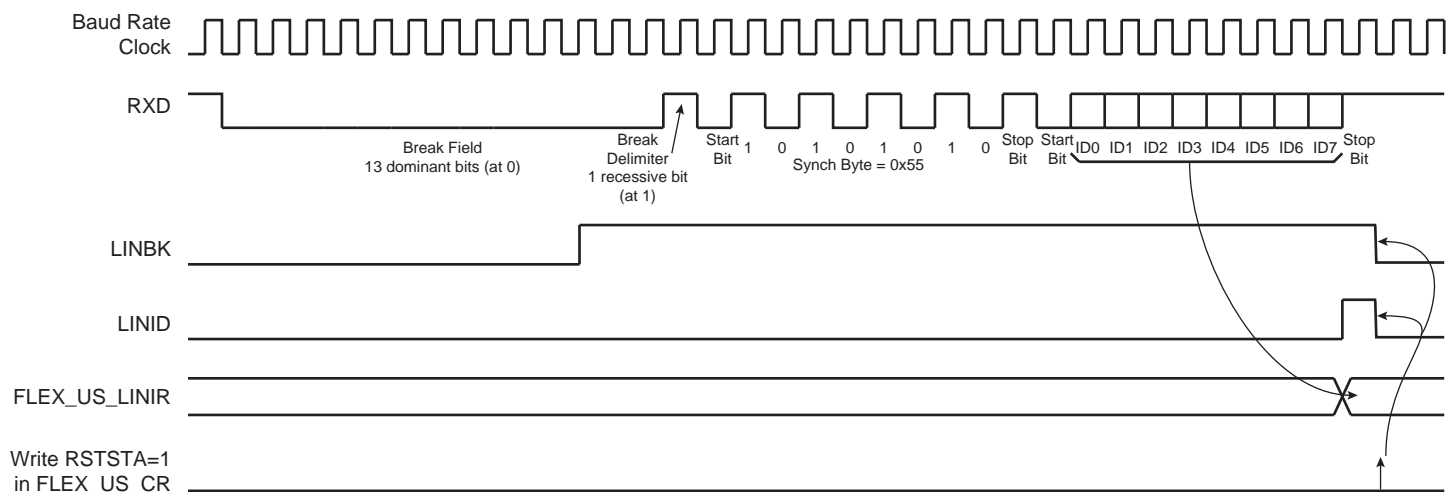 Baud Rate
Clock
RXD
Break Field
13 dominant bits (at 0)
Break
Delimiter
1 recessive bit
(at 1)
Start
Bit
1 0 1 0 1 0 1 0
Synch Byte = 0x55
Stop
Bit
Start
Bit
ID0 ID1 ID2 ID3 ID4 ID5 ID6 ID7
Stop
Bit
LINBK
LINID
FLEX_US_LINIR
Write RSTSTA=1
in FLEX_US_CR